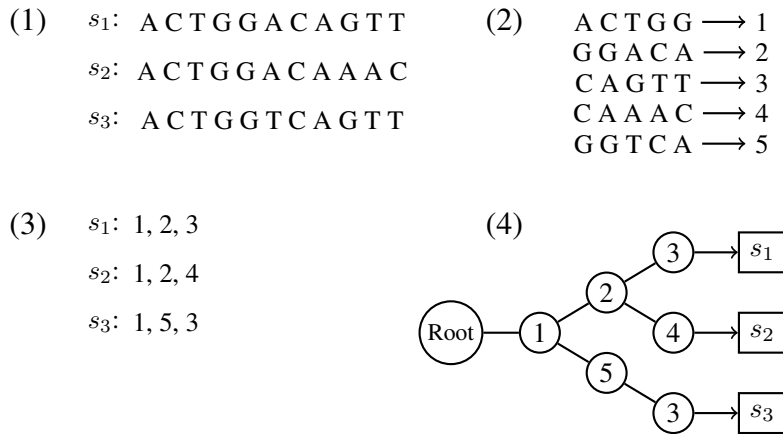 (1)
s₁: A C T G G A C A G T T
s₂: A C T G G A C A A A C
s₃: A C T G G T C A G T T
(2)
A C T G G → 1
G G A C A → 2
C A G T T → 3
C A A A C → 4
G G T C A → 5
(3)
s₁: 1, 2, 3
s₂: 1, 2, 4
s₃: 1, 5, 3
(4)
3 → s₁
2
Root 1 4 → s₂
5
3 → s₃